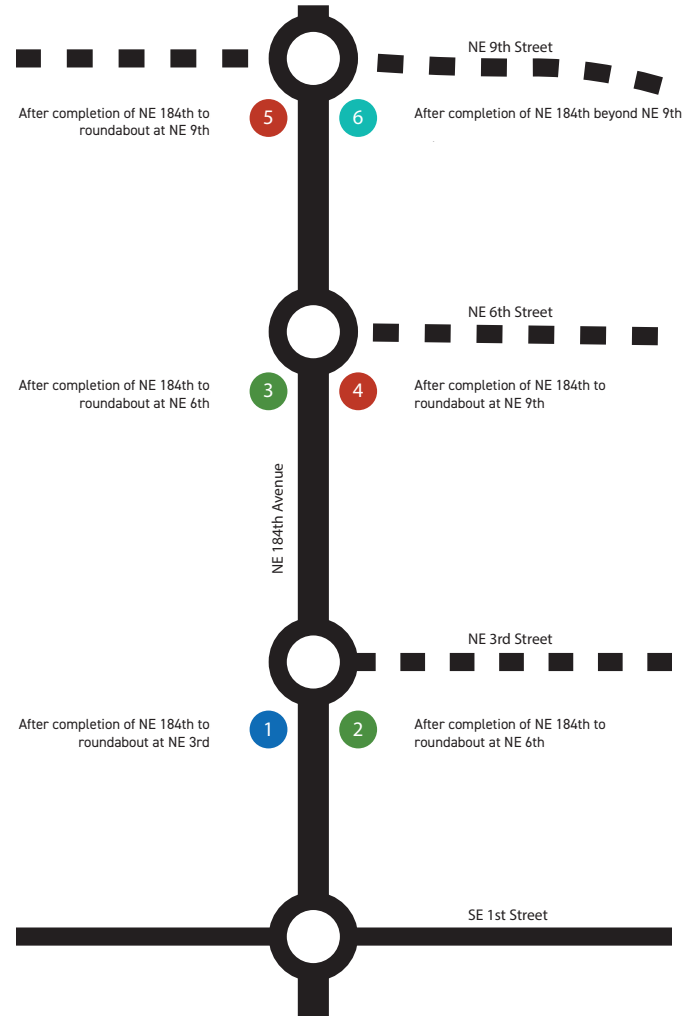 NE 9th Street
After completion of NE 184th to
roundabout at NE 9th
5
6
After completion of NE 184th beyond NE 9th
NE 6th Street
After completion of NE 184th to
roundabout at NE 6th
3
4
After completion of NE 184th to
roundabout at NE 9th
NE 184th Avenue
NE 3rd Street
After completion of NE 184th to
roundabout at NE 3rd
1
2
After completion of NE 184th to
roundabout at NE 6th
SE 1st Street